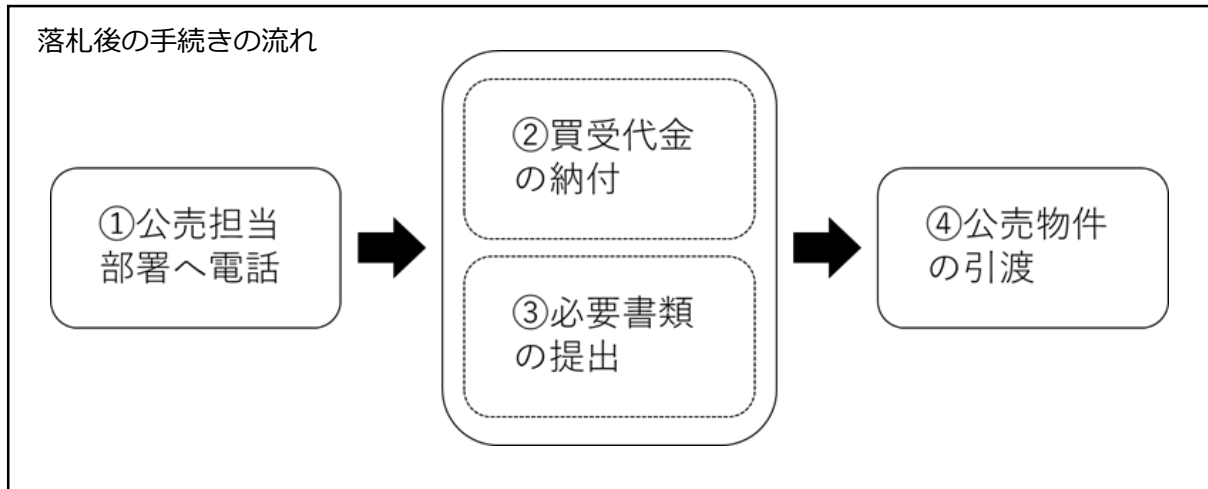 落札後の手続きの流れ
①公売担当
部署へ電話
②買受代金
の納付
③必要書類
の提出
④公売物件
の引渡